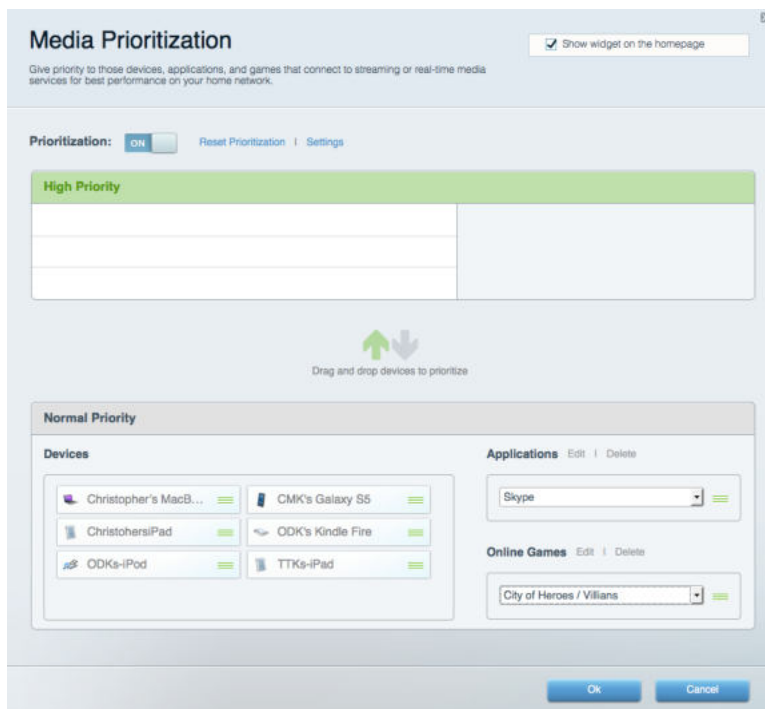 Media Prioritization
Show widget on the homepage
Give priority to those devices, applications, and games that connect to streaming or real-time media
services for best performance on your home network.
Prioritization: ON Reset Prioritization | Settings
High Priority
Drag and drop devices to prioritize
Normal Priority
Devices
Christopher's MacB...
CMK's Galaxy S5
ChristohersiPad
ODK's Kindle Fire
ODKs-iPod
TTKs-iPad
Applications Edit | Delete
Skype
Online Games Edit | Delete
City of Heroes / Villians
Ok
Cancel